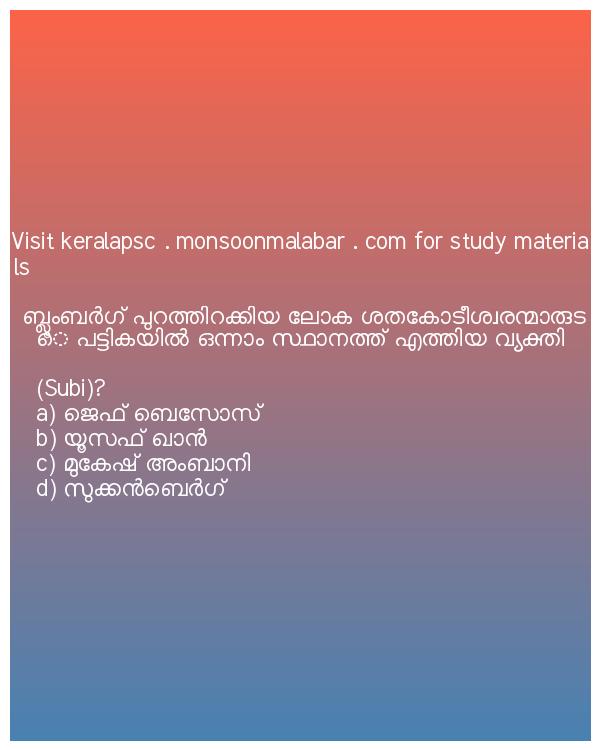 Visit keralapsc . monsoonmalabar . com for study materia
ls
ബ്ലൂംബർഗ് പുറത്തിറക്കിയ ലോക ശതകോടീശ്വരന്മാരുട
െ പട്ടികയിൽ ഒന്നാം സ്ഥാനത്ത് എത്തിയ വ്യക്തി
(Subi)?
a) ജെഫ് ബെസോസ്
b) യൂസഫ് ഖാൻ
c) മുകേഷ് അംബാനി
d) സുക്കൻബെർഗ്